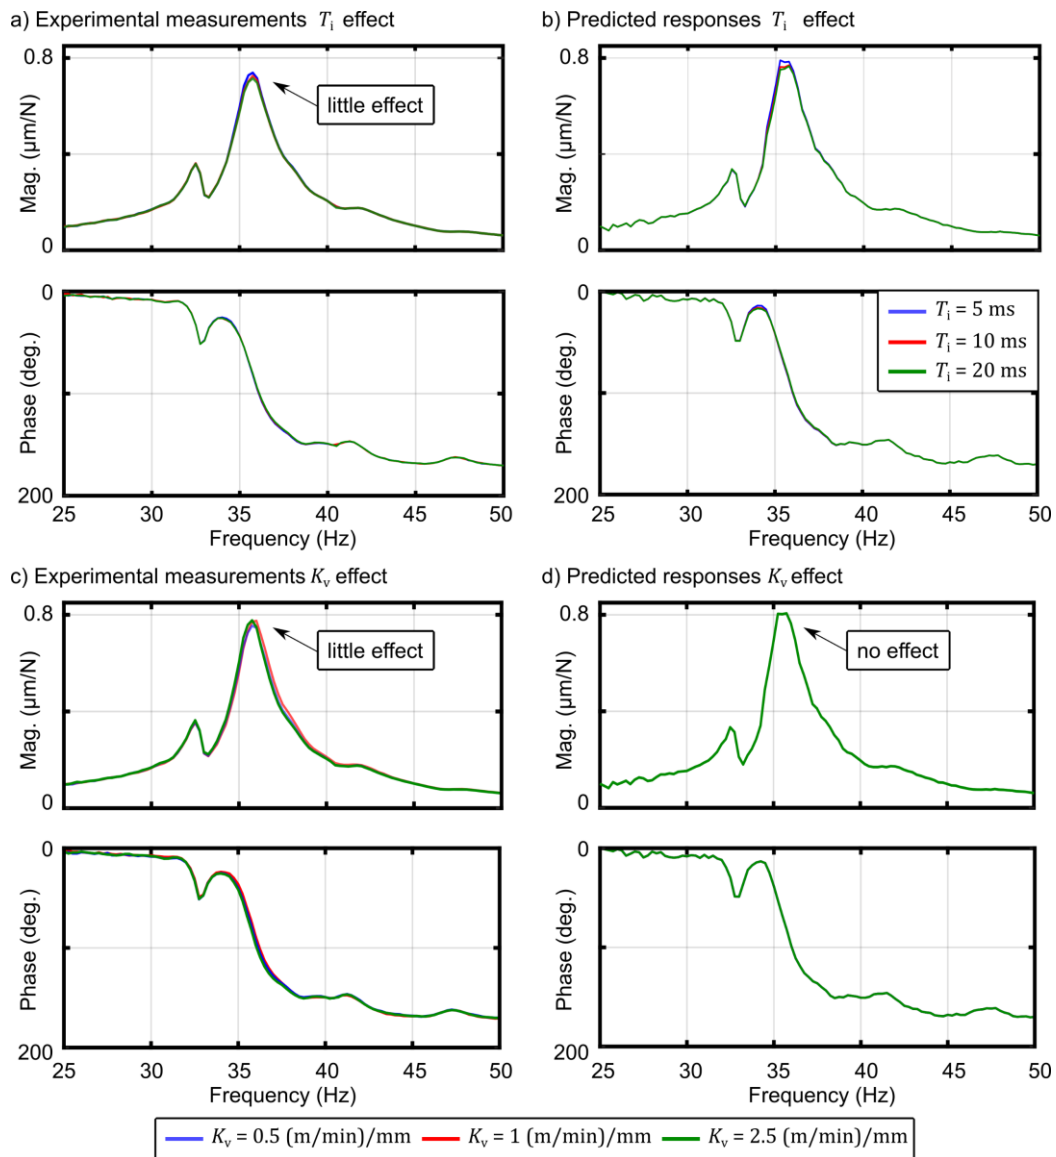 a) Experimental measurements Ti effect
b) Predicted responses Ti effect
0.8
Mag. (µm/N)
0
little effect
0.8
Mag. (µm/N)
0
0
Phase (deg.)
200
25 30 35 40 45 50
Frequency (Hz)
0
Phase (deg.)
200
25 30 35 40 45 50
Frequency (Hz)
Ti = 5 ms
Ti = 10 ms
Ti = 20 ms
c) Experimental measurements Kv effect
d) Predicted responses Kv effect
0.8
Mag. (µm/N)
0
little effect
0.8
Mag. (µm/N)
0
no effect
0
Phase (deg.)
200
25 30 35 40 45 50
Frequency (Hz)
0
Phase (deg.)
200
25 30 35 40 45 50
Frequency (Hz)
Kv = 0.5 (m/min)/mm Kv = 1 (m/min)/mm Kv = 2.5 (m/min)/mm